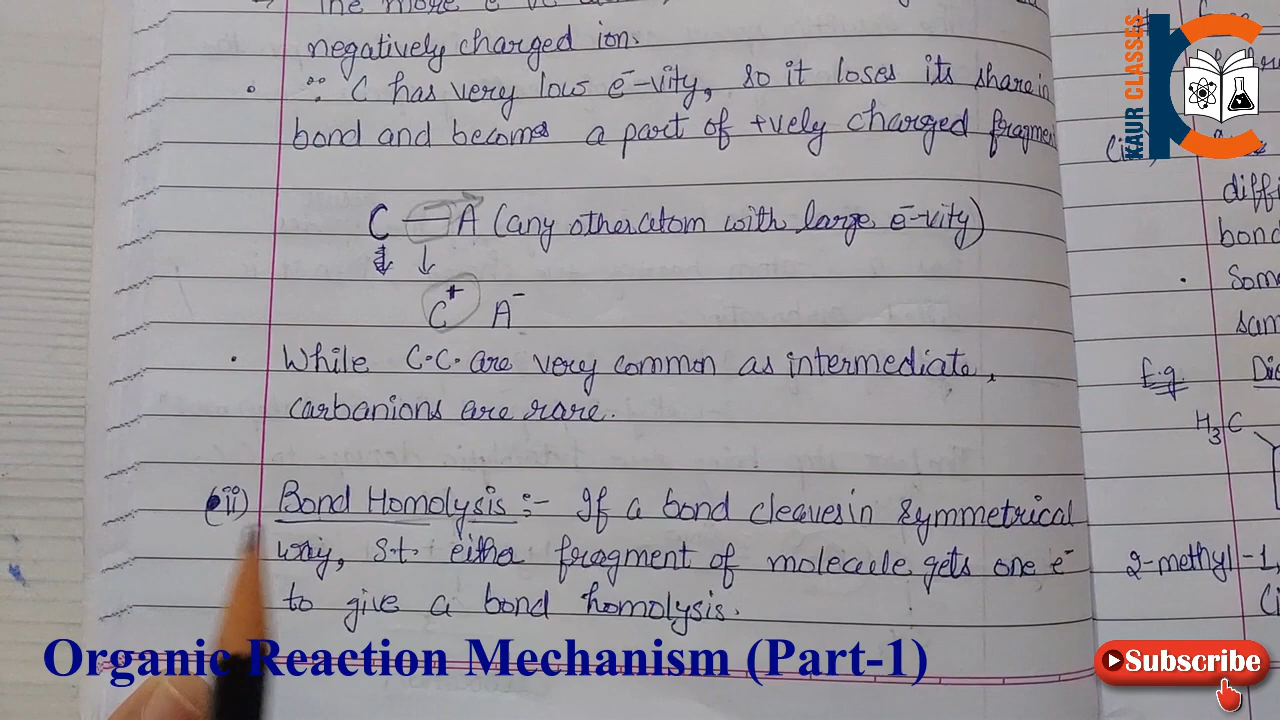 The more e⁻
negatively charged ion.
∵ C has very low e⁻-vity, so it loses its share in
bond and becomes a part of +vely charged fragment
C — A (any other atom with large e⁻-vity)
C⁺ A⁻
While C.C. are very common as intermediate,
carbanions are rare.
(ii) Bond Homolysis :- If a bond cleaves in symmetrical
way, s.t. either fragment of molecule gets one e⁻
to give a bond homolysis.
diffi
bond
Som
sam
E.g
H₃C
2-methyl-1,
KAUR CLASSES
Organic Reaction Mechanism (Part-1)
Subscribe